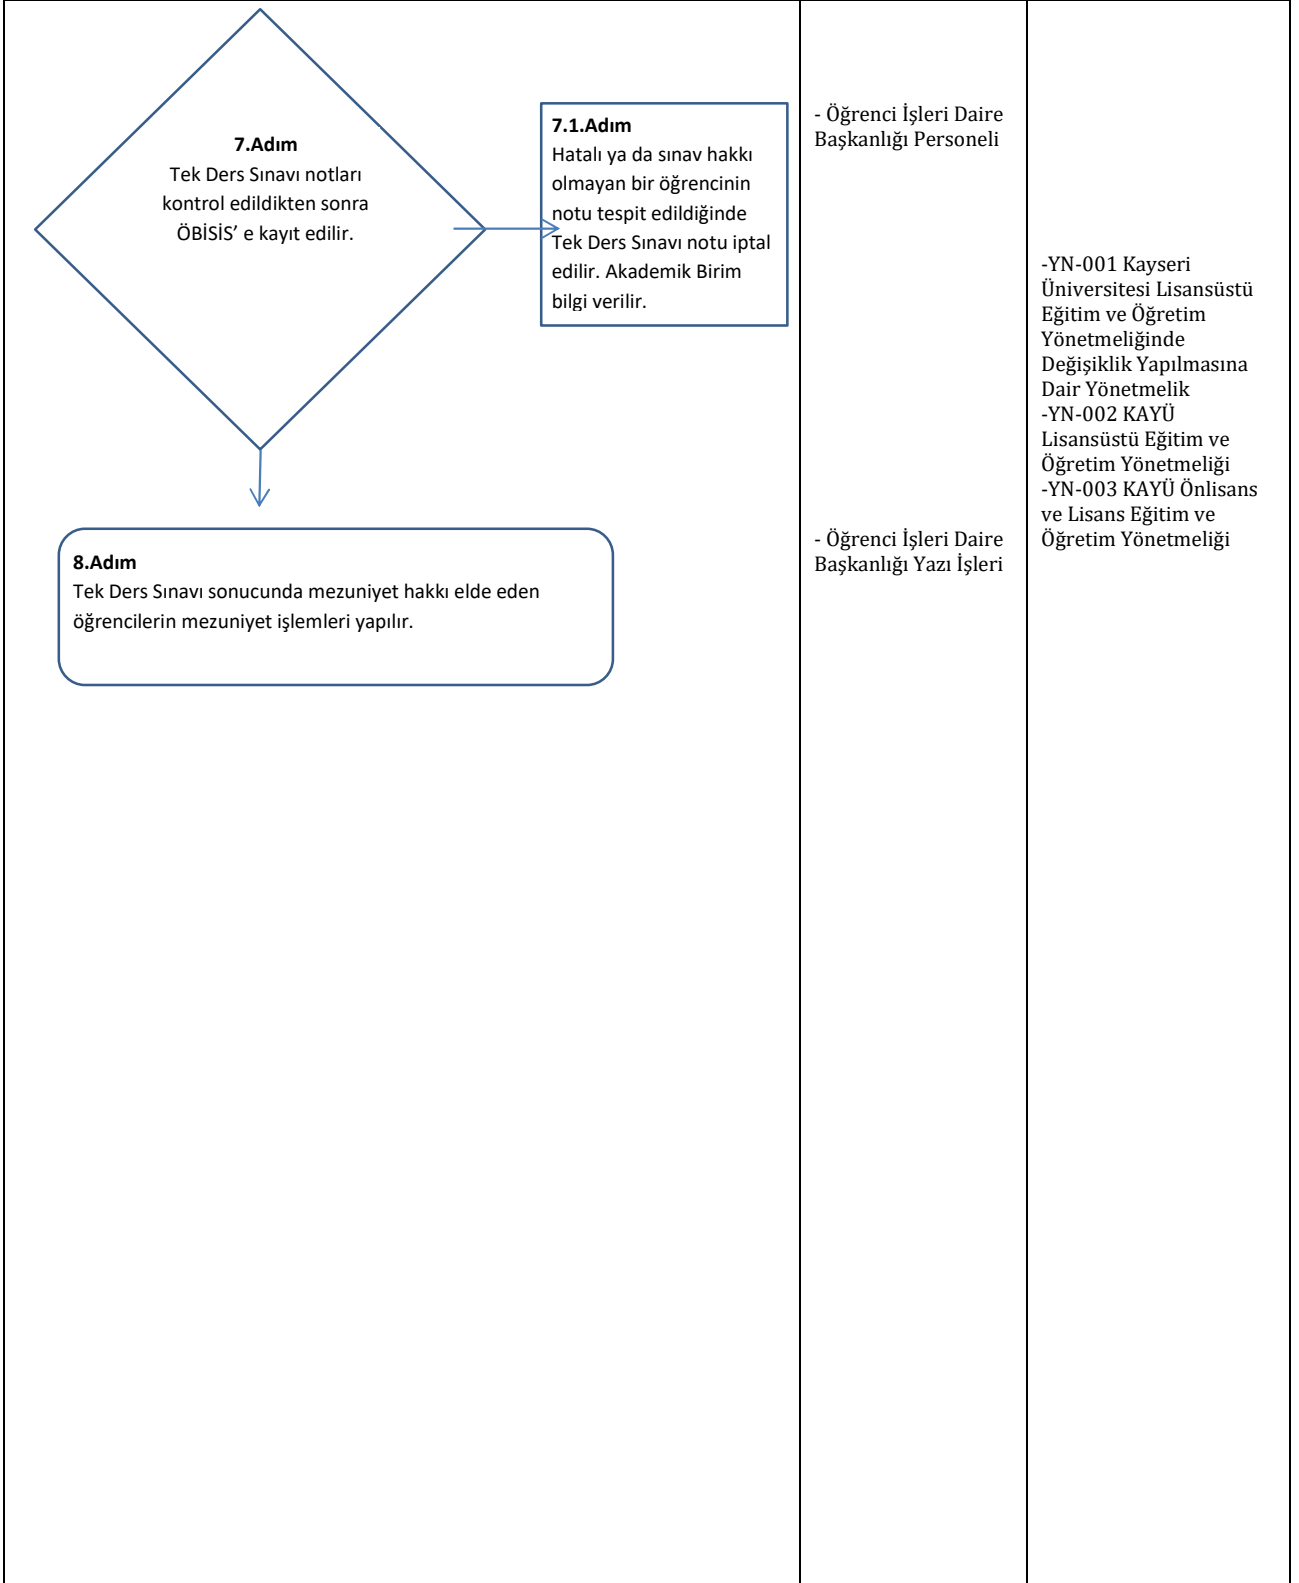 7.Adım
Tek Ders Sınavı notları
kontrol edildikten sonra
ÖBİSİS’ e kayıt edilir.
7.1.Adım
Hatalı ya da sınav hakkı
olmayan bir öğrencinin
notu tespit edildiğinde
Tek Ders Sınavı notu iptal
edilir. Akademik Birim
bilgi verilir.
8.Adım
Tek Ders Sınavı sonucunda mezuniyet hakkı elde eden
öğrencilerin mezuniyet işlemleri yapılır.
- Öğrenci İşleri Daire
Başkanlığı Personeli
- Öğrenci İşleri Daire
Başkanlığı Yazı İşleri
-YN-001 Kayseri
Üniversitesi Lisansüstü
Eğitim ve Öğretim
Yönetmeliğinde
Değişiklik Yapılmasına
Dair Yönetmelik
-YN-002 KAYÜ
Lisansüstü Eğitim ve
Öğretim Yönetmeliği
-YN-003 KAYÜ Önlisans
ve Lisans Eğitim ve
Öğretim Yönetmeliği